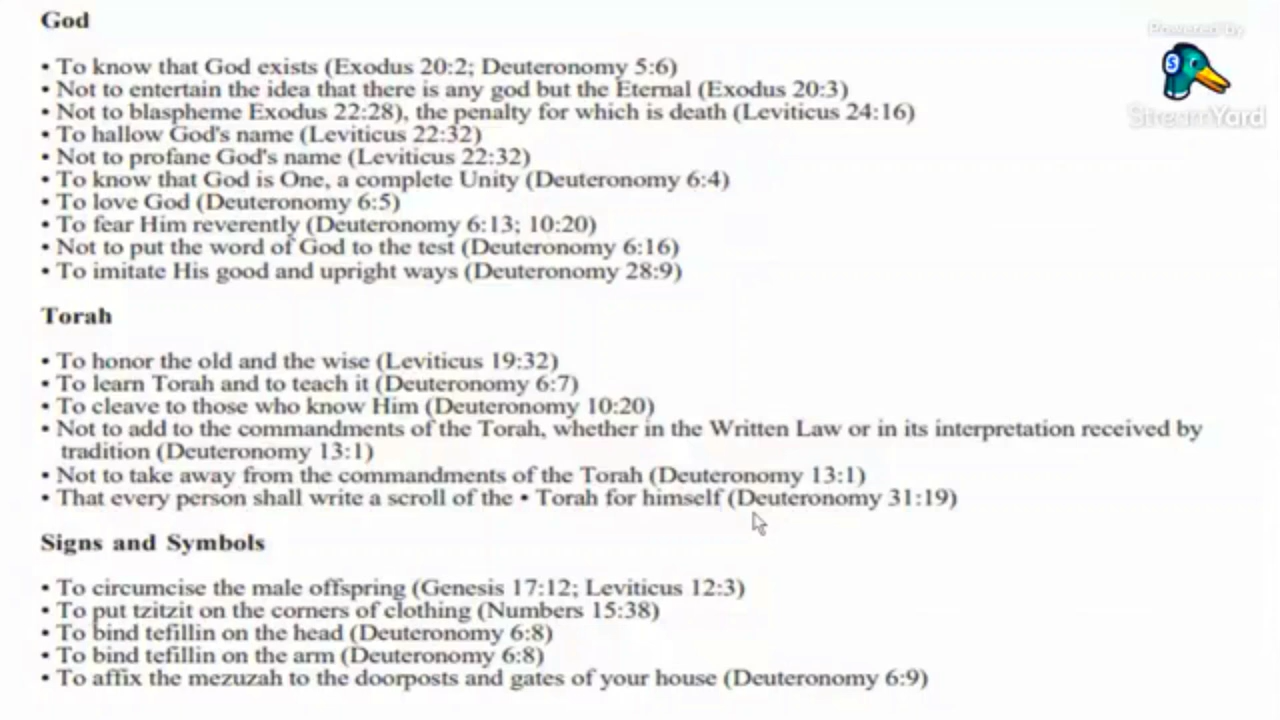 God
• To know that God exists (Exodus 20:2; Deuteronomy 5:6)
• Not to entertain the idea that there is any god but the Eternal (Exodus 20:3)
• Not to blaspheme Exodus 22:28), the penalty for which is death (Leviticus 24:16)
• To hallow God's name (Leviticus 22:32)
• Not to profane God's name (Leviticus 22:32)
• To know that God is One, a complete Unity (Deuteronomy 6:4)
• To love God (Deuteronomy 6:5)
• To fear Him reverently (Deuteronomy 6:13; 10:20)
• Not to put the word of God to the test (Deuteronomy 6:16)
• To imitate His good and upright ways (Deuteronomy 28:9)
Torah
• To honor the old and the wise (Leviticus 19:32)
• To learn Torah and to teach it (Deuteronomy 6:7)
• To cleave to those who know Him (Deuteronomy 10:20)
• Not to add to the commandments of the Torah, whether in the Written Law or in its interpretation received by
tradition (Deuteronomy 13:1)
• Not to take away from the commandments of the Torah (Deuteronomy 13:1)
• That every person shall write a scroll of the • Torah for himself (Deuteronomy 31:19)
Signs and Symbols
• To circumcise the male offspring (Genesis 17:12; Leviticus 12:3)
• To put tzitzit on the corners of clothing (Numbers 15:38)
• To bind tefillin on the head (Deuteronomy 6:8)
• To bind tefillin on the arm (Deuteronomy 6:8)
• To affix the mezuzah to the doorposts and gates of your house (Deuteronomy 6:9)
Powered by
S
StreamYard